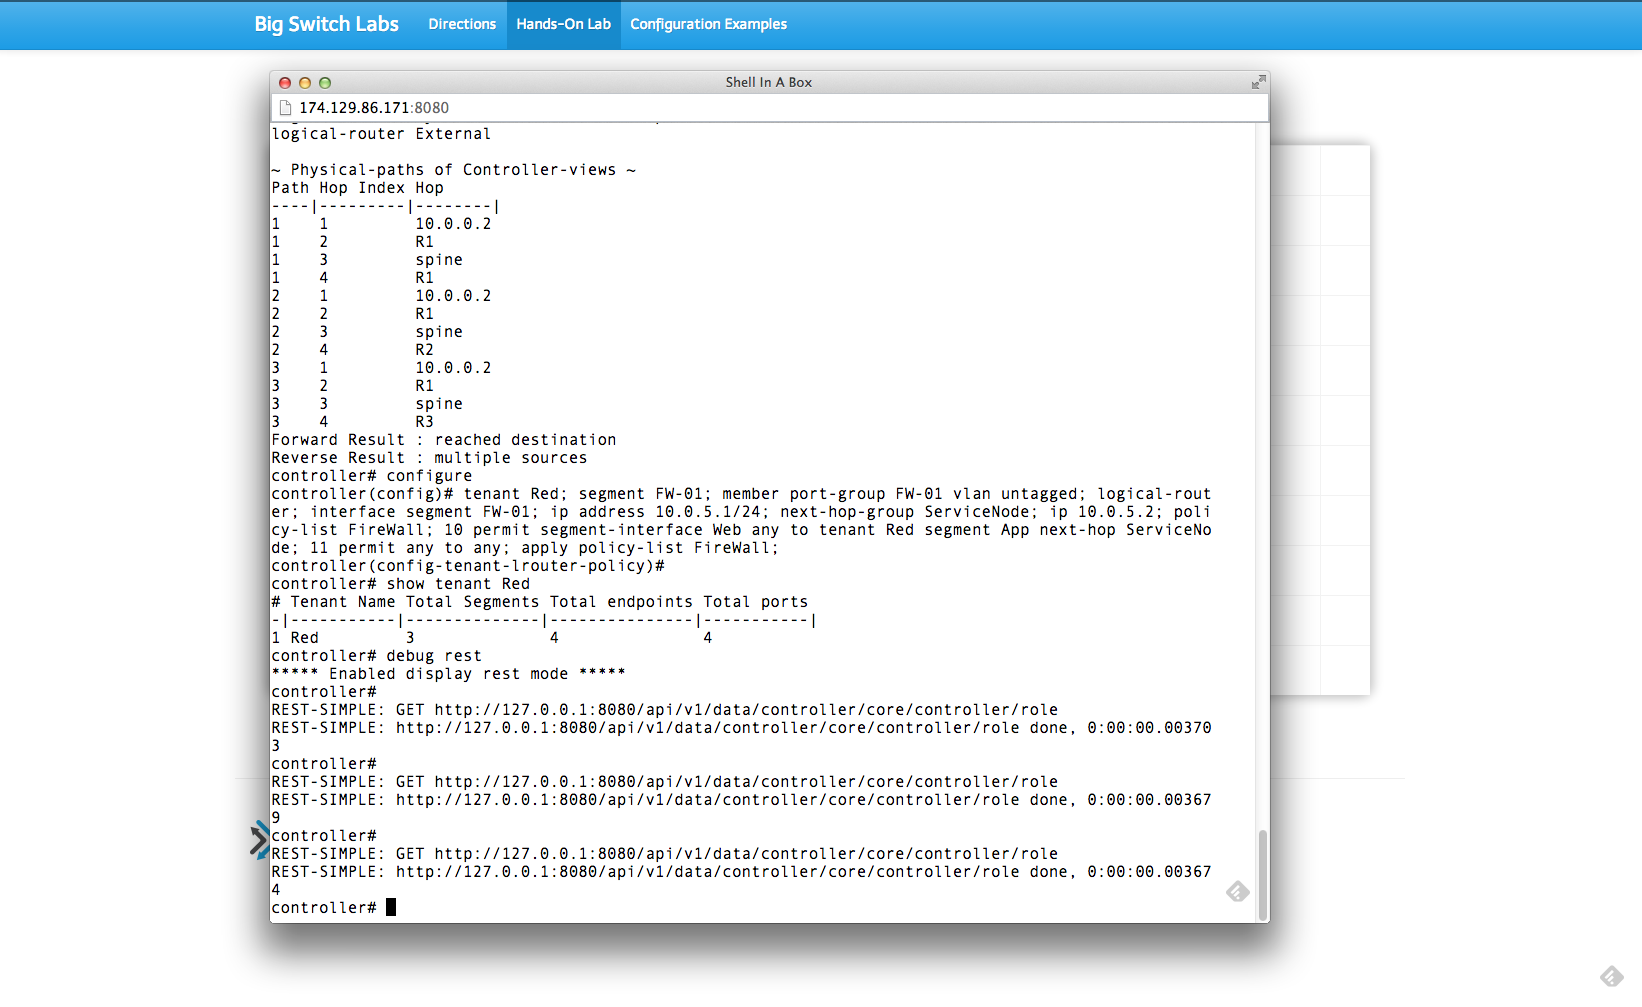 Big Switch Labs Directions Hands-On Lab Configuration Examples
Shell In A Box
174.129.86.171:8080
logical-router External
~ Physical-paths of Controller-views ~
Path Hop Index Hop
----|---------|--------|
1    1         10.0.0.2
1    2         R1
1    3         spine
1    4         R1
2    1         10.0.0.2
2    2         R1
2    3         spine
2    4         R2
3    1         10.0.0.2
3    2         R1
3    3         spine
3    4         R3
Forward Result : reached destination
Reverse Result : multiple sources
controller# configure
controller(config)# tenant Red; segment FW-01; member port-group FW-01 vlan untagged; logical-rout
er; interface segment FW-01; ip address 10.0.5.1/24; next-hop-group ServiceNode; ip 10.0.5.2; poli
cy-list FireWall; 10 permit segment-interface Web any to tenant Red segment App next-hop ServiceNo
de; 11 permit any to any; apply policy-list FireWall;
controller(config-tenant-lrouter-policy)#
controller# show tenant Red
# Tenant Name Total Segments Total endpoints Total ports
-|-----------|--------------|---------------|-----------|
1 Red         3              4               4
controller# debug rest
***** Enabled display rest mode *****
controller#
REST-SIMPLE: GET http://127.0.0.1:8080/api/v1/data/controller/core/controller/role
REST-SIMPLE: http://127.0.0.1:8080/api/v1/data/controller/core/controller/role done, 0:00:00.00370
3
controller#
REST-SIMPLE: GET http://127.0.0.1:8080/api/v1/data/controller/core/controller/role
REST-SIMPLE: http://127.0.0.1:8080/api/v1/data/controller/core/controller/role done, 0:00:00.00367
9
controller#
REST-SIMPLE: GET http://127.0.0.1:8080/api/v1/data/controller/core/controller/role
REST-SIMPLE: http://127.0.0.1:8080/api/v1/data/controller/core/controller/role done, 0:00:00.00367
4
controller#